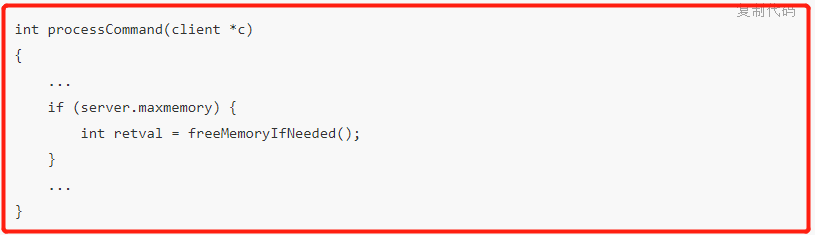 复制代码
int processCommand(client *c)
{
    ...
    if (server.maxmemory) {
        int retval = freeMemoryIfNeeded();
    }
    ...
}